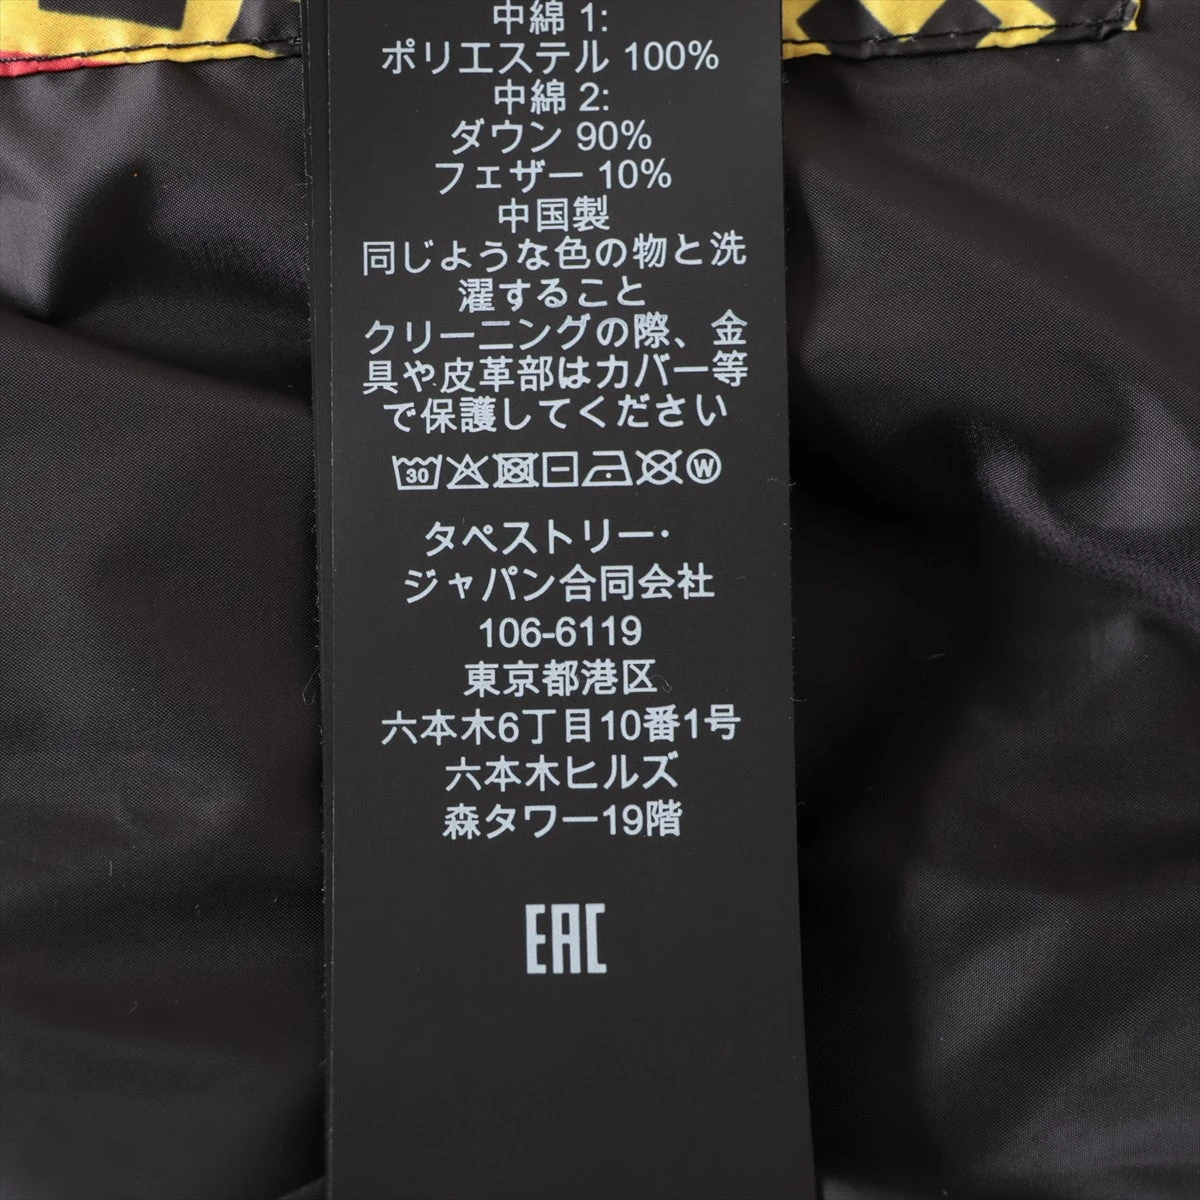 中綿 1:
ポリエステル 100%
中綿 2:
ダウン 90%
フェザー 10%
中国製
同じような色の物と洗
濯すること
クリーニングの際、金
具や皮革部はカバー等
で保護してください
30 W
タペストリー・
ジャパン合同会社
106-6119
東京都港区
六本木6丁目10番1号
六本木ヒルズ
森タワー19階
EAC